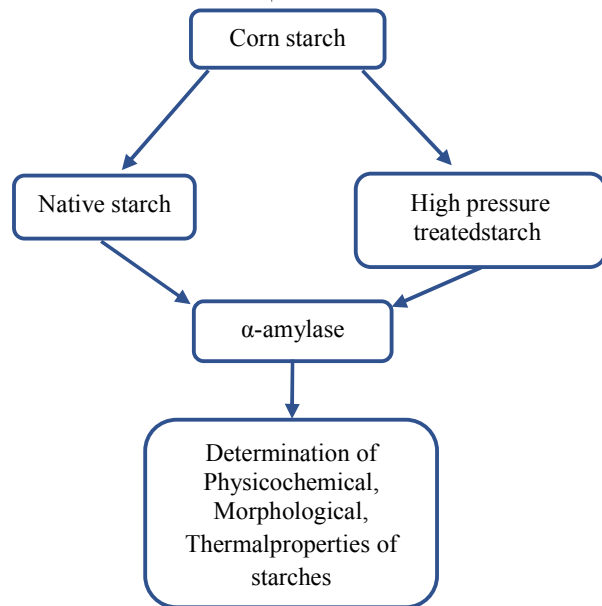 Corn starch
Native starch
High pressure
treatedstarch
α-amylase
Determination of
Physicochemical,
Morphological,
Thermalproperties of
starches